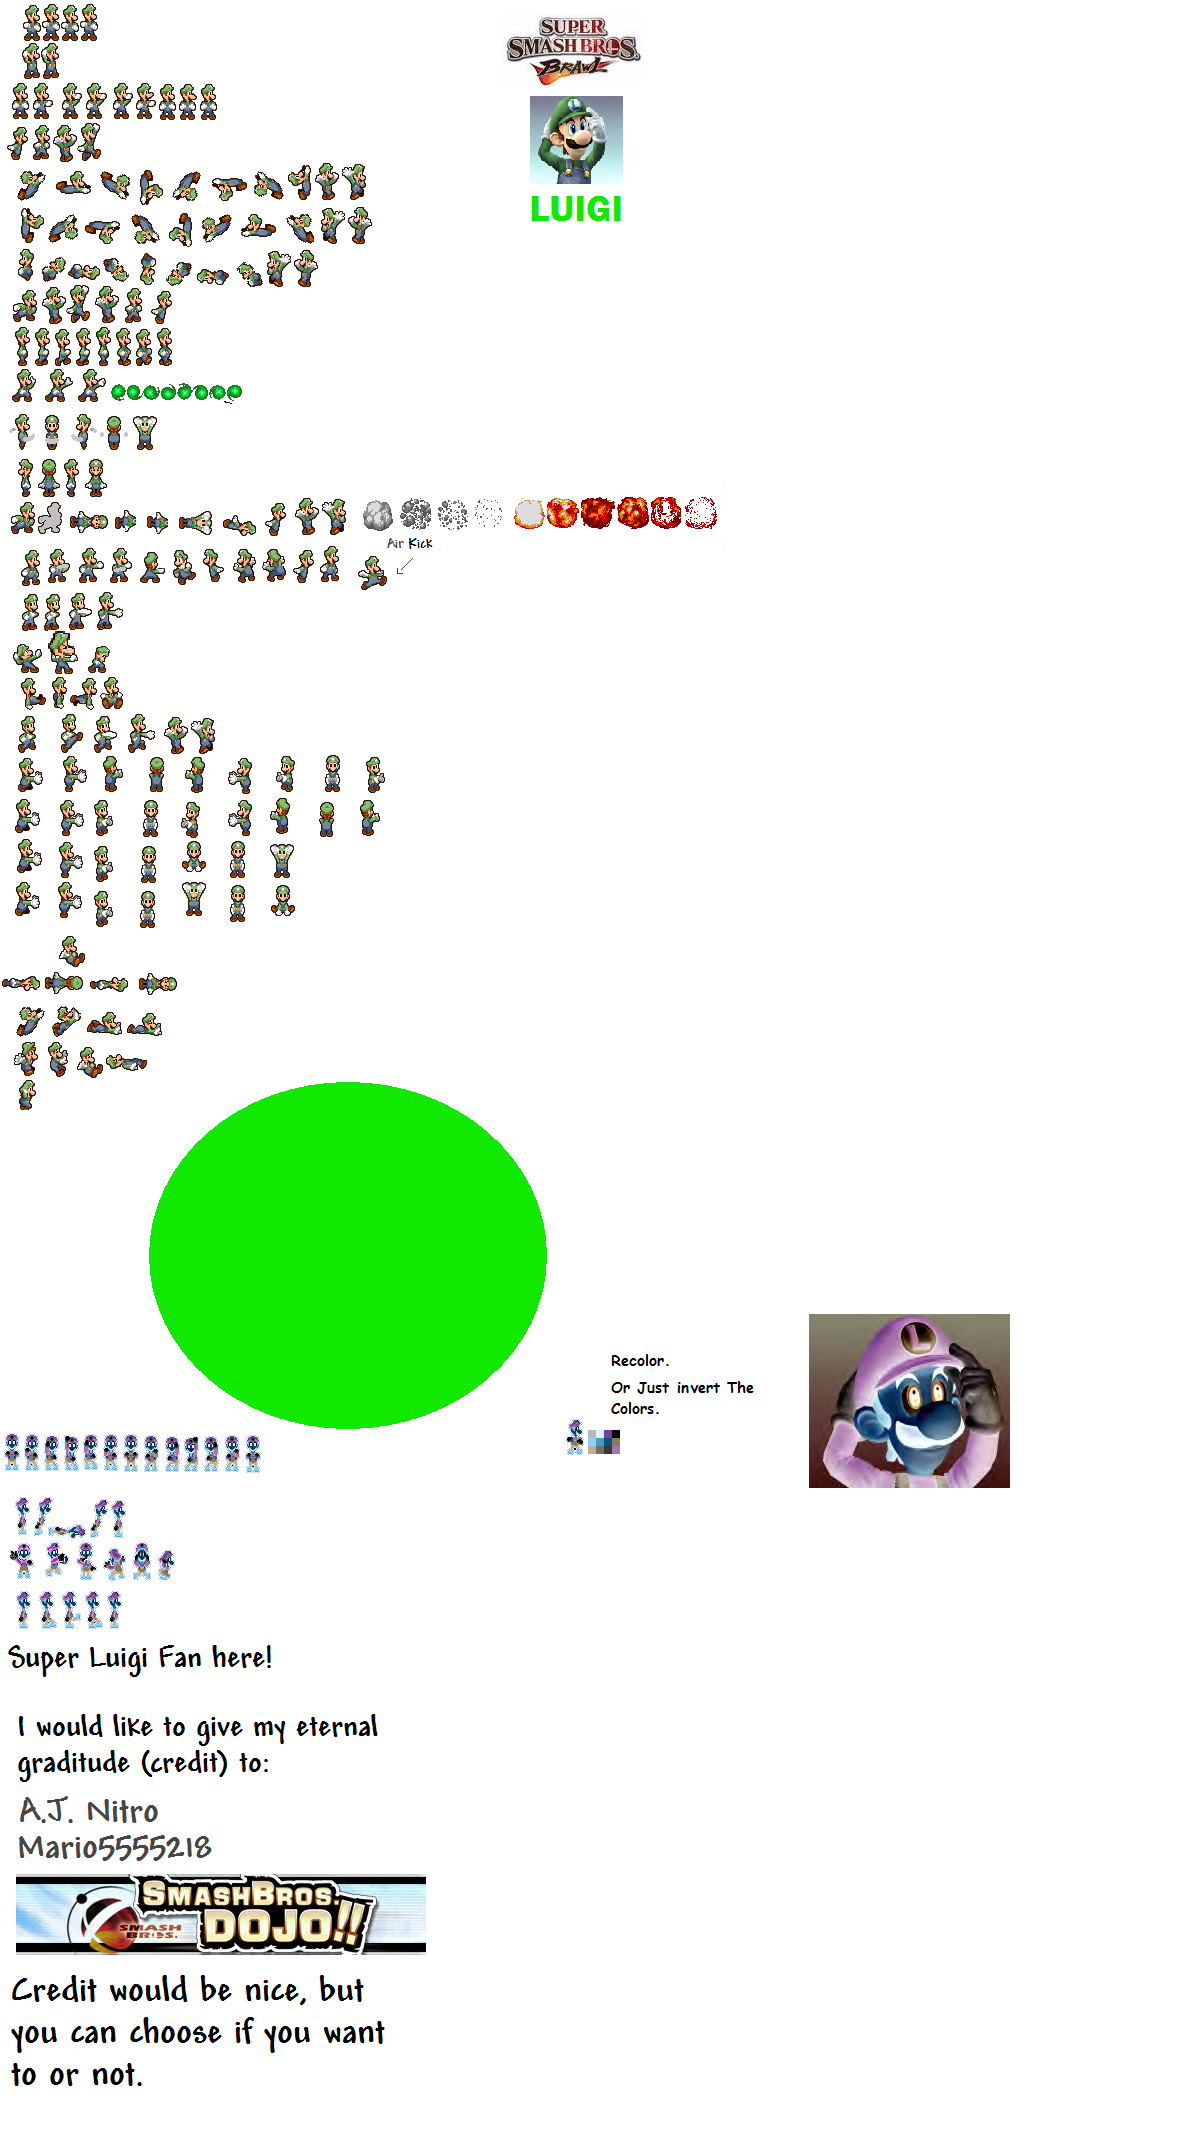 SUPER
SMASH BROS.
BRAWL
LUIGI
Air Kick
Recolor.
Or Just invert The
Colors.
Super Luigi Fan here!
I would like to give my eternal
graditude (credit) to:
A.J. Nitro
Mario5555218
SMASHBROS.
DOJO!!
SMASH
BROS.
Credit would be nice, but
you can choose if you want
to or not.